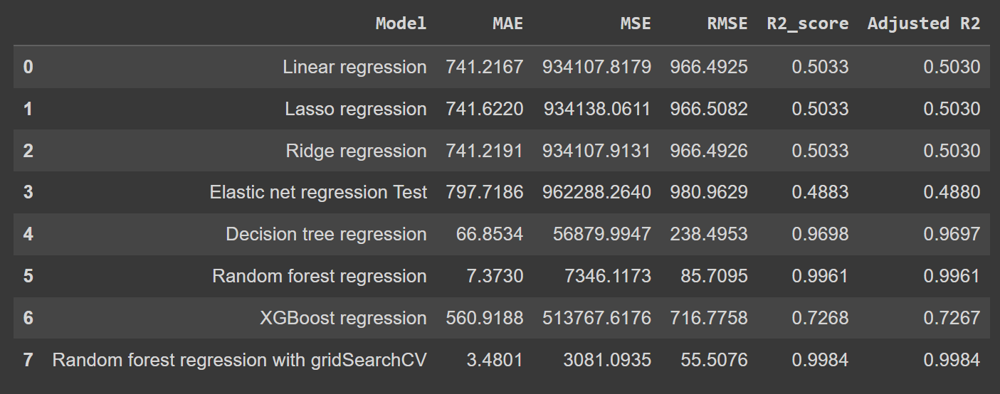 Model MAE MSE RMSE R2_score Adjusted R2
0 Linear regression 741.2167 934107.8179 966.4925 0.5033 0.5030
1 Lasso regression 741.6220 934138.0611 966.5082 0.5033 0.5030
2 Ridge regression 741.2191 934107.9131 966.4926 0.5033 0.5030
3 Elastic net regression Test 797.7186 962288.2640 980.9629 0.4883 0.4880
4 Decision tree regression 66.8534 56879.9947 238.4953 0.9698 0.9697
5 Random forest regression 7.3730 7346.1173 85.7095 0.9961 0.9961
6 XGBoost regression 560.9188 513767.6176 716.7758 0.7268 0.7267
7 Random forest regression with gridSearchCV 3.4801 3081.0935 55.5076 0.9984 0.9984